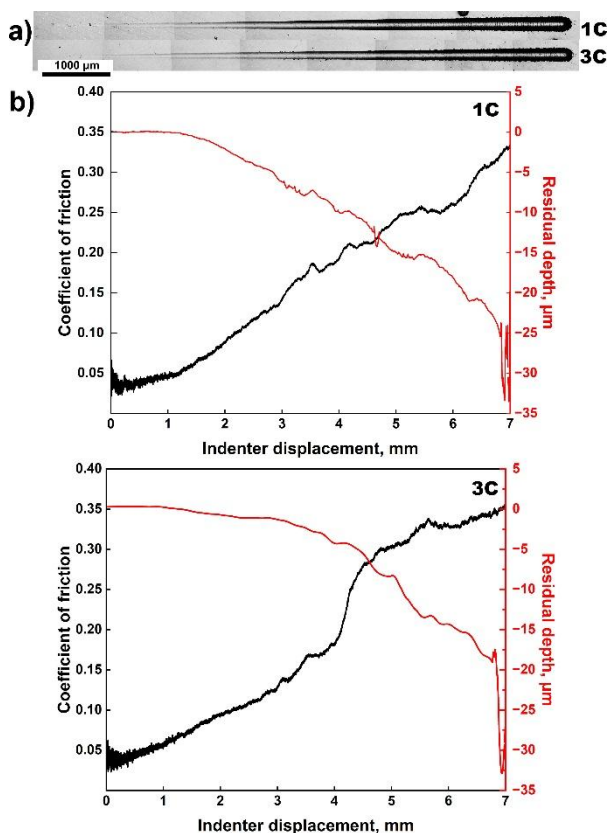 a)
1C
3C
1000 µm
b)
1C
Coefficient of friction
0.40
0.35
0.30
0.25
0.20
0.15
0.10
0.05
5
0
−5
−10
−15
−20
−25
−30
−35
Residual depth, µm
0 1 2 3 4 5 6 7
Indenter displacement, mm
3C
Coefficient of friction
0.40
0.35
0.30
0.25
0.20
0.15
0.10
0.05
5
0
−5
−10
−15
−20
−25
−30
−35
Residual depth, µm
0 1 2 3 4 5 6 7
Indenter displacement, mm